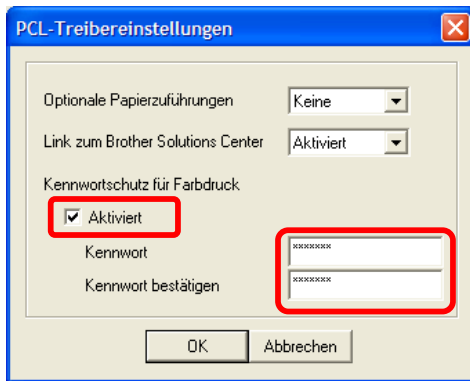 PCL-Treibereinstellungen
Optionale Papierzuführungen Keine
Link zum Brother Solutions Center Aktiviert
Kennwortschutz für Farbdruck
Aktiviert
Kennwort *******
Kennwort bestätigen *******
OK Abbrechen